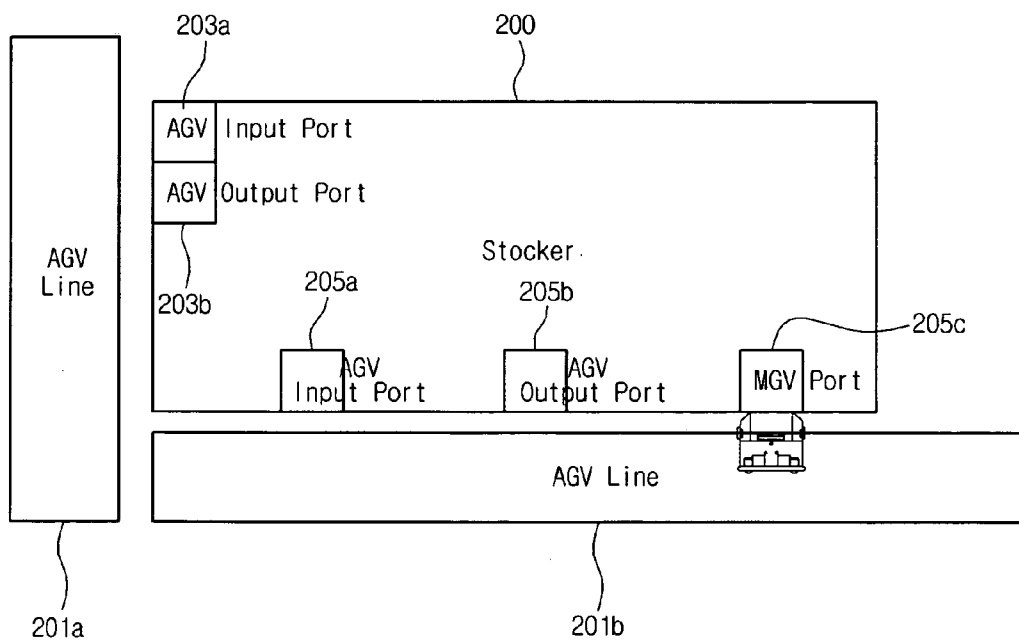 203a
200
AGV Input Port
AGV Output Port
AGV
Line
Stocker
203b
205a
205b
205c
AGV
Input Port
AGV
Output Port
MGV Port
AGV Line
201a
201b